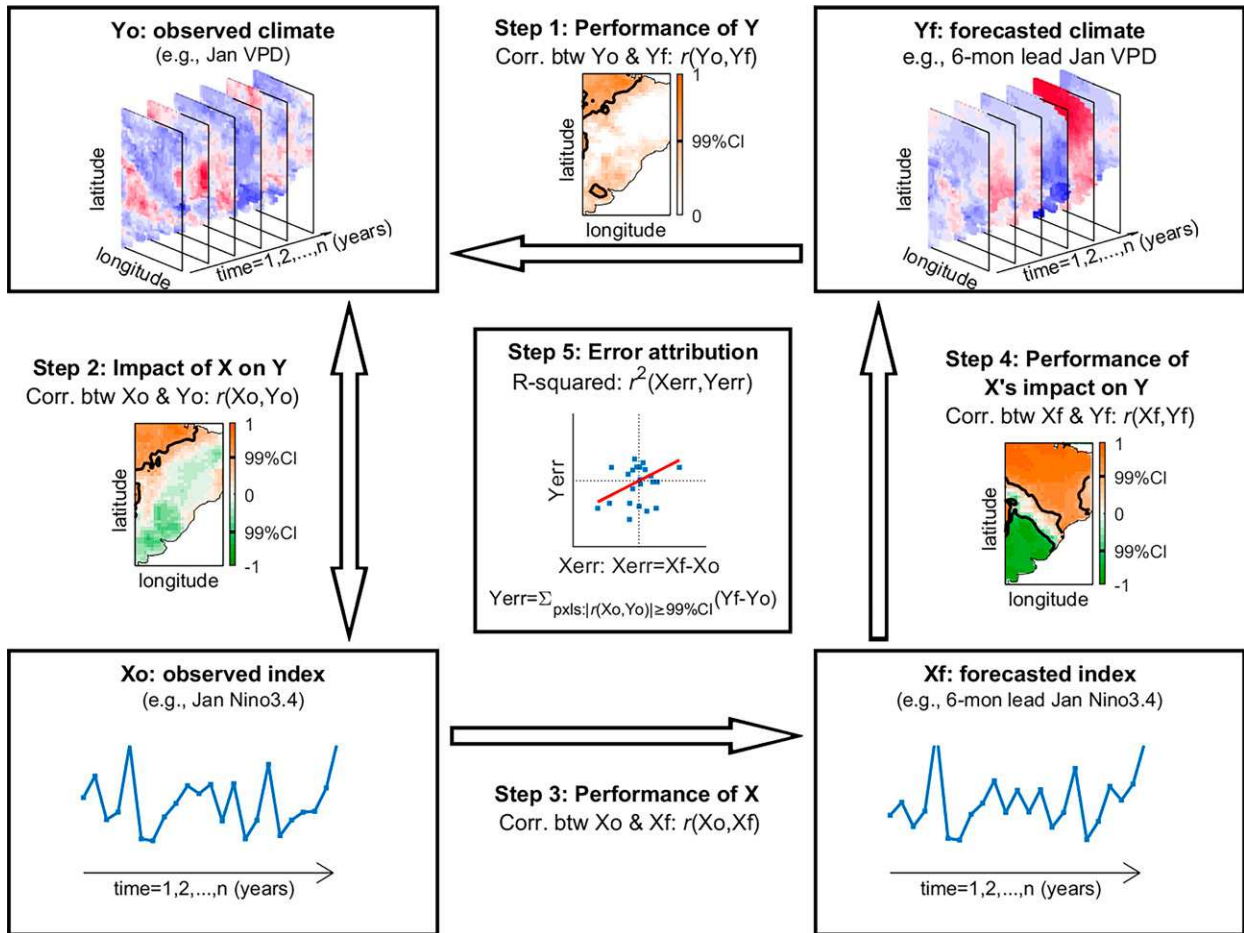 Yo: observed climate
(e.g., Jan VPD)
latitude
longitude
time=1,2,...,n (years)
Step 1: Performance of Y
Corr. btw Yo & Yf: r(Yo,Yf)
latitude
longitude
1
99%CI
0
Yf: forecasted climate
e.g., 6-mon lead Jan VPD
latitude
longitude
time=1,2,...,n (years)
Step 2: Impact of X on Y
Corr. btw Xo & Yo: r(Xo,Yo)
latitude
longitude
1
99%CI
0
99%CI
-1
Step 5: Error attribution
R-squared: r²(Xerr,Yerr)
Yerr
Xerr: Xerr=Xf-Xo
Yerr=Σpxls:|r(Xo,Yo)|≥99%CI(Yf-Yo)
Step 4: Performance of
X's impact on Y
Corr. btw Xf & Yf: r(Xf,Yf)
latitude
longitude
1
99%CI
0
99%CI
-1
Xo: observed index
(e.g., Jan Nino3.4)
time=1,2,...,n (years)
Step 3: Performance of X
Corr. btw Xo & Xf: r(Xo,Xf)
Xf: forecasted index
(e.g., 6-mon lead Jan Nino3.4)
time=1,2,...,n (years)